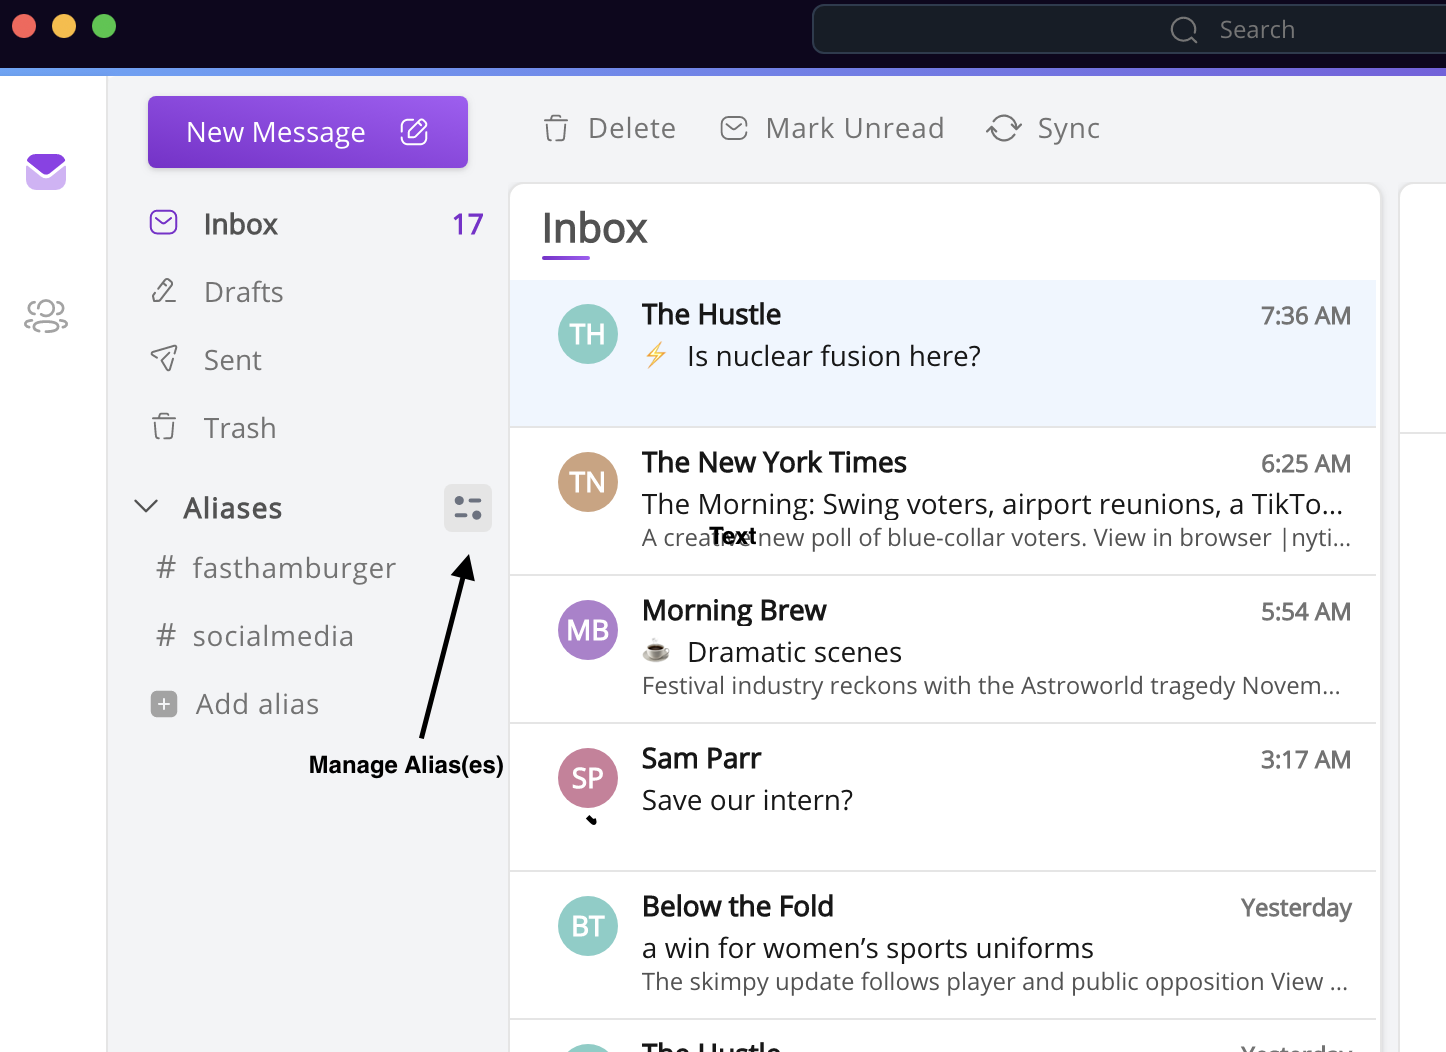 Search
New Message
Delete
Mark Unread
Sync
Inbox 17
Drafts
Sent
Trash
Aliases
# fasthamburger
# socialmedia
Add alias
Manage Alias(es)
Inbox
TH
The Hustle 7:36 AM
⚡ Is nuclear fusion here?
TN
The New York Times 6:25 AM
The Morning: Swing voters, airport reunions, a TikTo...
Text
A creative new poll of blue-collar voters. View in browser |nyti...
MB
Morning Brew 5:54 AM
☕ Dramatic scenes
Festival industry reckons with the Astroworld tragedy Novem...
SP
Sam Parr 3:17 AM
Save our intern?
BT
Below the Fold Yesterday
a win for women’s sports uniforms
The skimpy update follows player and public opposition View ...
The Hustle Yesterday